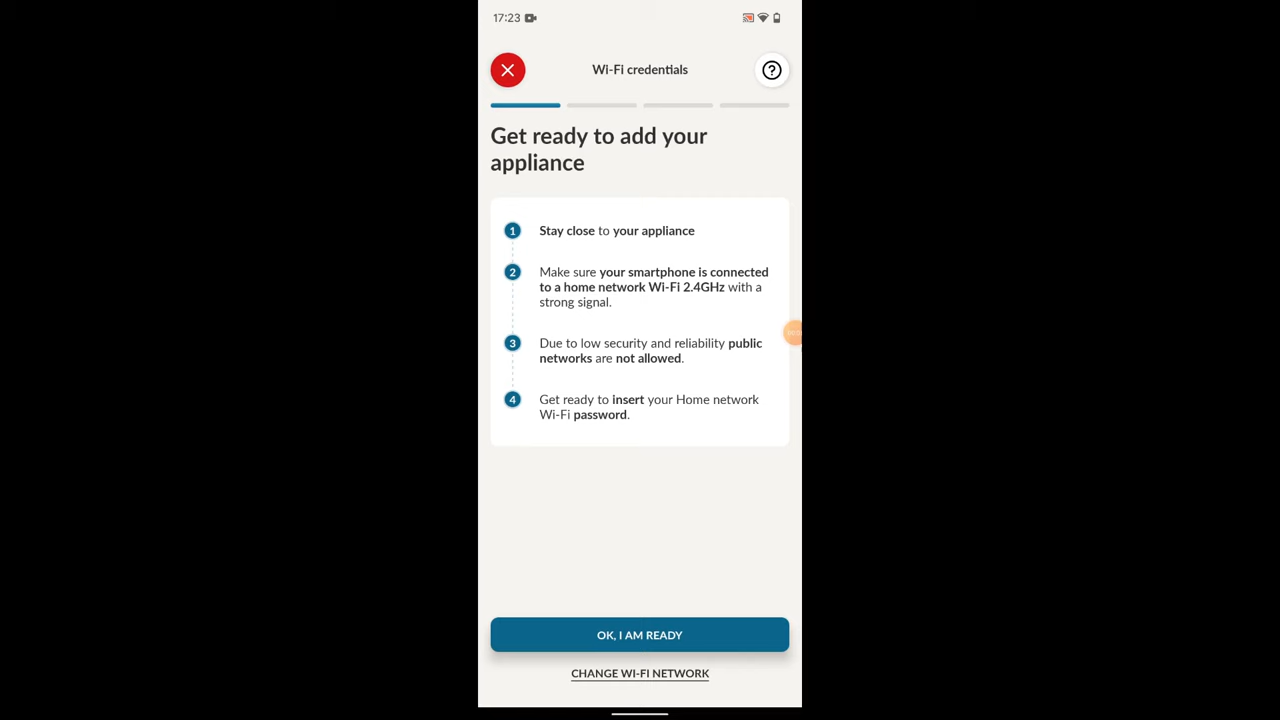 17:23
Wi-Fi credentials
?
Get ready to add your
appliance
1 Stay close to your appliance
2 Make sure your smartphone is connected
to a home network Wi-Fi 2.4GHz with a
strong signal.
3 Due to low security and reliability public
networks are not allowed.
4 Get ready to insert your Home network
Wi-Fi password.
OK, I AM READY
CHANGE WI-FI NETWORK